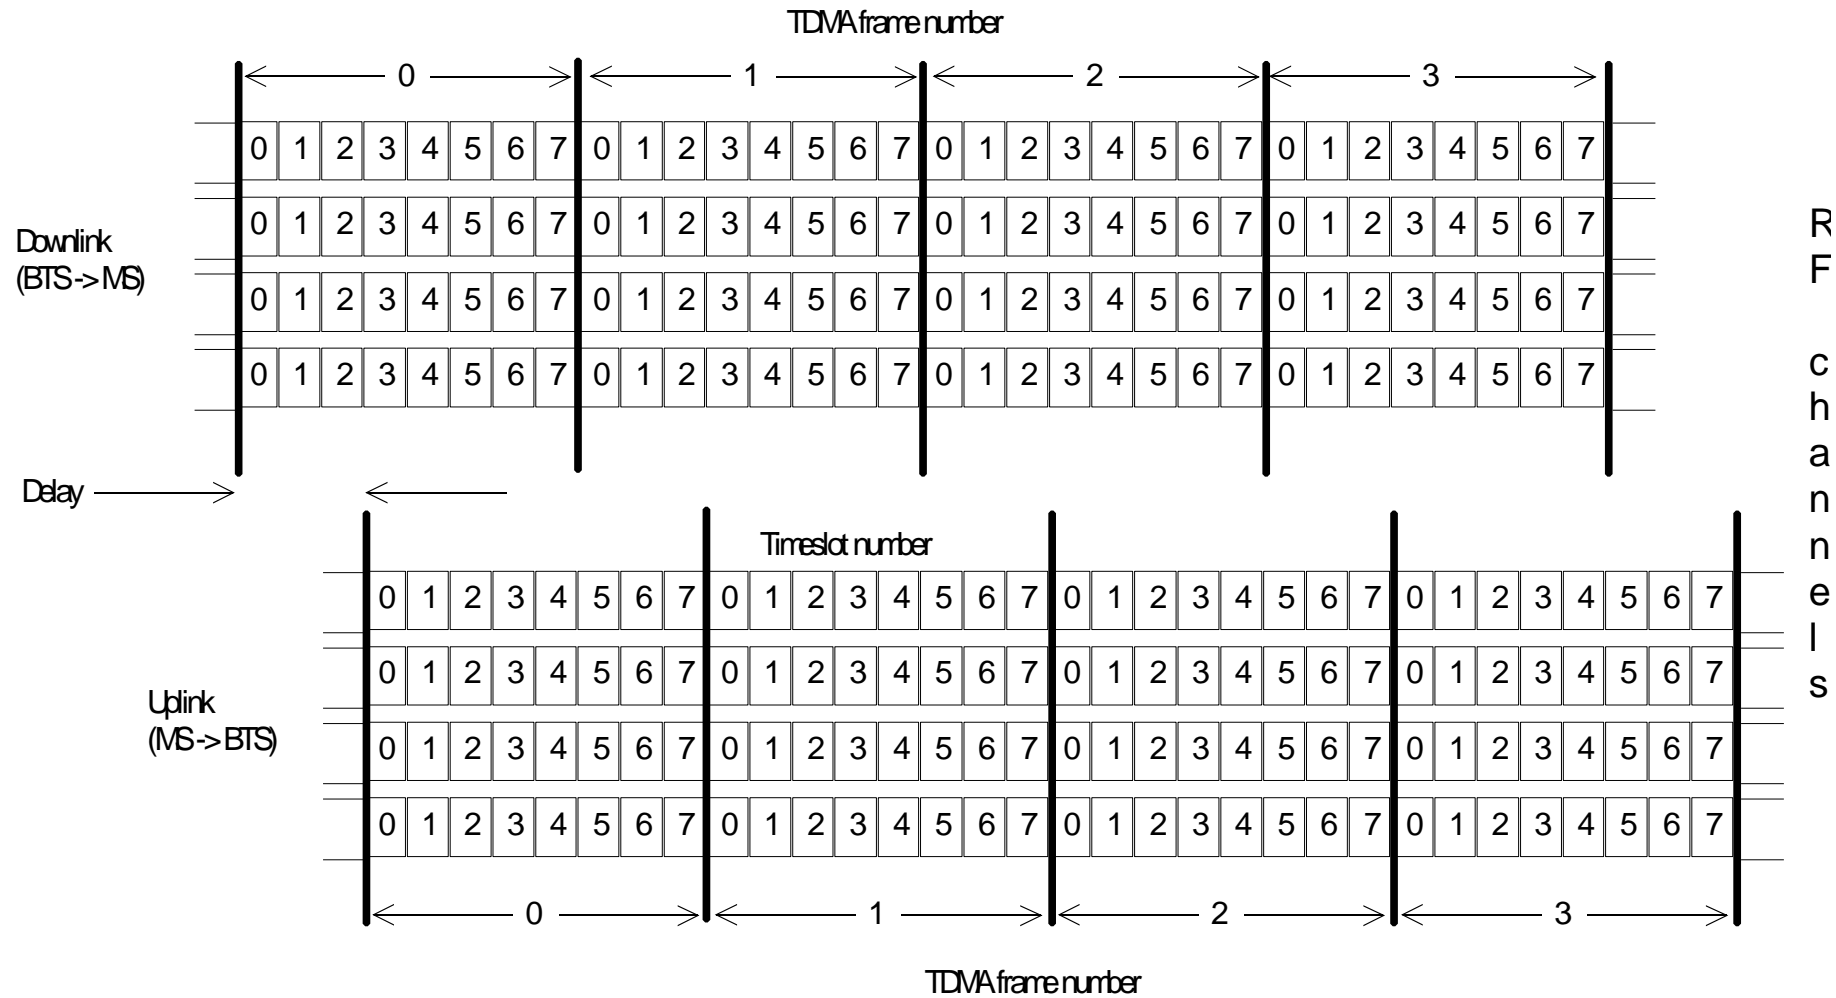 TDMA frame number
0 1 2 3
0 1 2 3 4 5 6 7 0 1 2 3 4 5 6 7 0 1 2 3 4 5 6 7 0 1 2 3 4 5 6 7
0 1 2 3 4 5 6 7 0 1 2 3 4 5 6 7 0 1 2 3 4 5 6 7 0 1 2 3 4 5 6 7
Downlink
(BTS -> MS)
0 1 2 3 4 5 6 7 0 1 2 3 4 5 6 7 0 1 2 3 4 5 6 7 0 1 2 3 4 5 6 7
0 1 2 3 4 5 6 7 0 1 2 3 4 5 6 7 0 1 2 3 4 5 6 7 0 1 2 3 4 5 6 7
Delay
Timeslot number
0 1 2 3 4 5 6 7 0 1 2 3 4 5 6 7 0 1 2 3 4 5 6 7 0 1 2 3 4 5 6 7
0 1 2 3 4 5 6 7 0 1 2 3 4 5 6 7 0 1 2 3 4 5 6 7 0 1 2 3 4 5 6 7
Uplink
(MS -> BTS)
0 1 2 3 4 5 6 7 0 1 2 3 4 5 6 7 0 1 2 3 4 5 6 7 0 1 2 3 4 5 6 7
0 1 2 3 4 5 6 7 0 1 2 3 4 5 6 7 0 1 2 3 4 5 6 7 0 1 2 3 4 5 6 7
0 1 2 3
TDMA frame number
RF channels